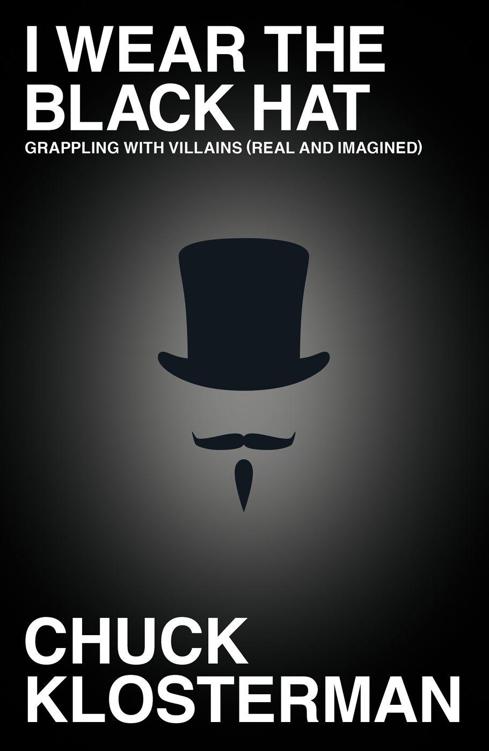 I WEAR THE
BLACK HAT
GRAPPLING WITH VILLAINS (REAL AND IMAGINED)
CHUCK
KLOSTERMAN